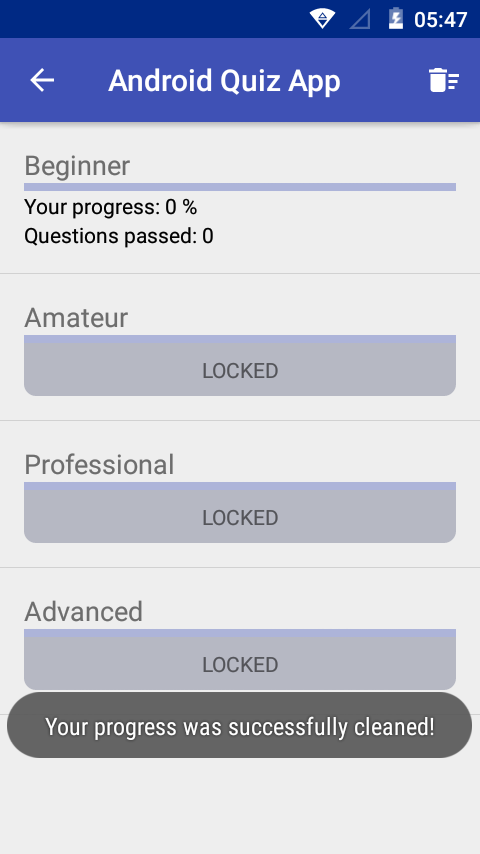 05:47
Android Quiz App
Beginner
Your progress: 0 %
Questions passed: 0
Amateur
LOCKED
Professional
LOCKED
Advanced
LOCKED
Your progress was successfully cleaned!